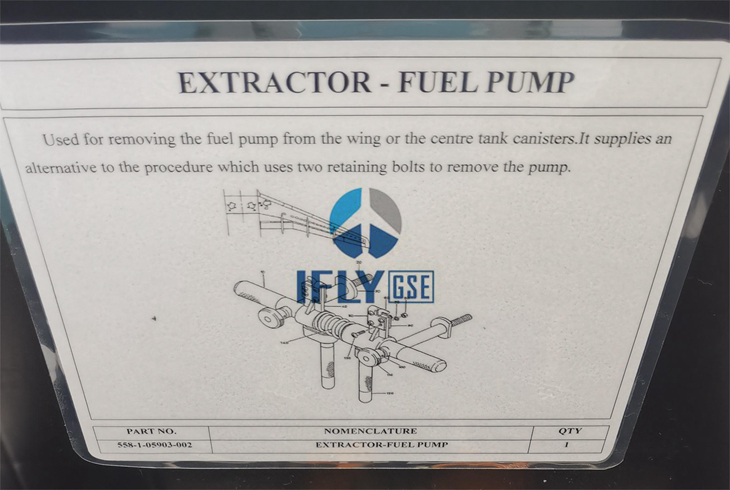 EXTRACTOR - FUEL PUMP
Used for removing the fuel pump from the wing or the centre tank canisters.It supplies an
alternative to the procedure which uses two retaining bolts to remove the pump.
IFLY GSE
PART NO. NOMENCLATURE QTY
558-1-05903-002 EXTRACTOR-FUEL PUMP 1